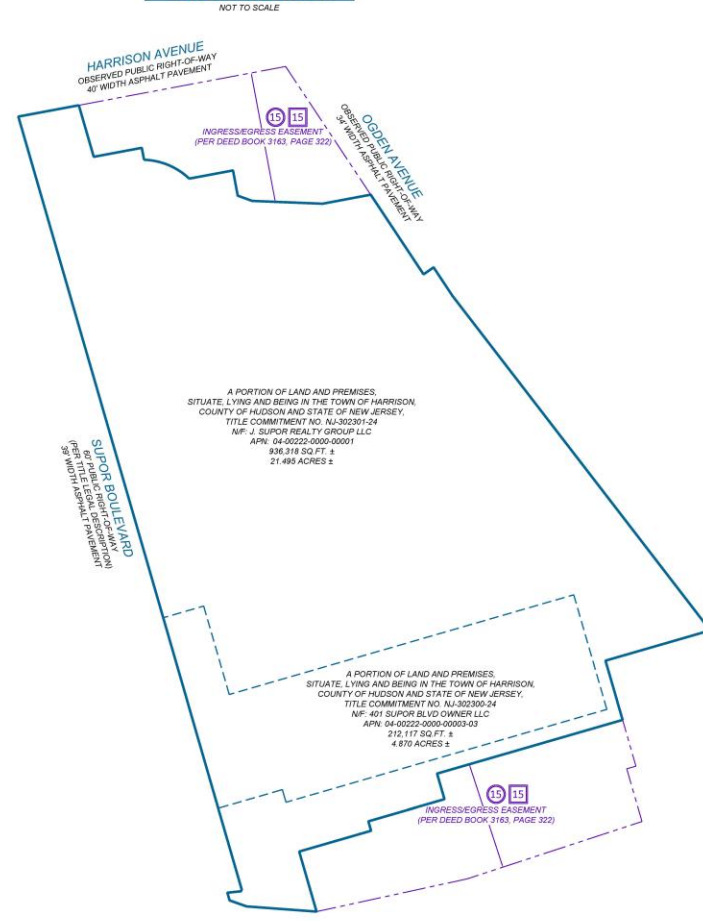 NOT TO SCALE
HARRISON AVENUE
OBSERVED PUBLIC RIGHT-OF-WAY
40' WIDTH ASPHALT PAVEMENT
15 15
INGRESS/EGRESS EASEMENT
(PER DEED BOOK 3163, PAGE 322)
OGDEN AVENUE
OBSERVED PUBLIC RIGHT-OF-WAY
34' WIDTH ASPHALT PAVEMENT
A PORTION OF LAND AND PREMISES,
SITUATE, LYING AND BEING IN THE TOWN OF HARRISON,
COUNTY OF HUDSON AND STATE OF NEW JERSEY,
TITLE COMMITMENT NO. NJ-302301-24
N/F: J. SUPOR REALTY GROUP LLC
APN: 04-00222-0000-00001
936,318 SQ.FT. ±
21.495 ACRES ±
SUPOR BOULEVARD
60' PUBLIC RIGHT-OF-WAY
(PER TITLE LEGAL DESCRIPTION)
39' WIDTH ASPHALT PAVEMENT
A PORTION OF LAND AND PREMISES,
SITUATE, LYING AND BEING IN THE TOWN OF HARRISON,
COUNTY OF HUDSON AND STATE OF NEW JERSEY,
TITLE COMMITMENT NO. NJ-302300-24
N/F: 401 SUPOR BLVD OWNER LLC
APN: 04-00222-0000-00003-03
212,117 SQ.FT. ±
4.870 ACRES ±
15 15
INGRESS/EGRESS EASEMENT
(PER DEED BOOK 3163, PAGE 322)